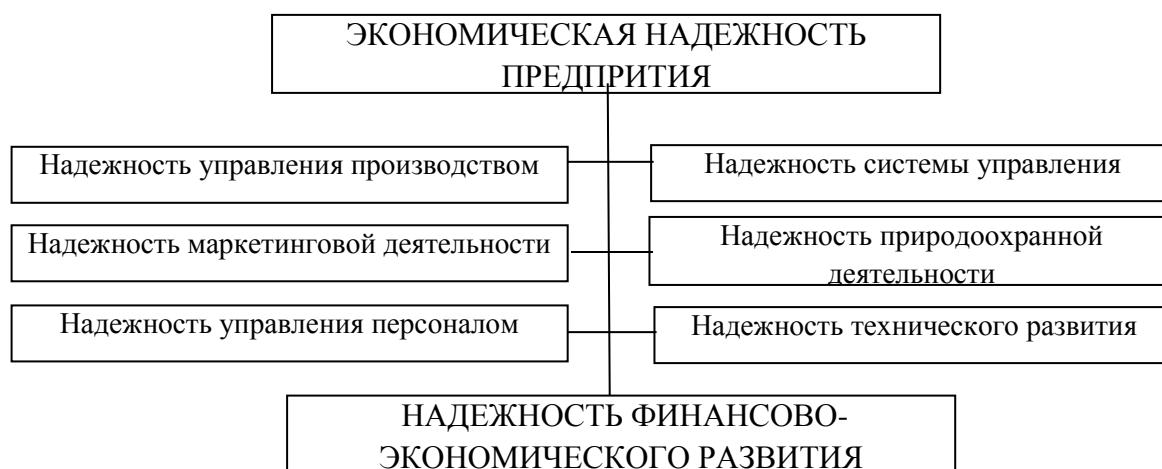 ЭКОНОМИЧЕСКАЯ НАДЕЖНОСТЬ
ПРЕДПРИТИЯ
Надежность управления производством
Надежность системы управления
Надежность маркетинговой деятельности
Надежность природоохранной
деятельности
Надежность управления персоналом
Надежность технического развития
НАДЕЖНОСТЬ ФИНАНСОВО-
ЭКОНОМИЧЕСКОГО РАЗВИТИЯ